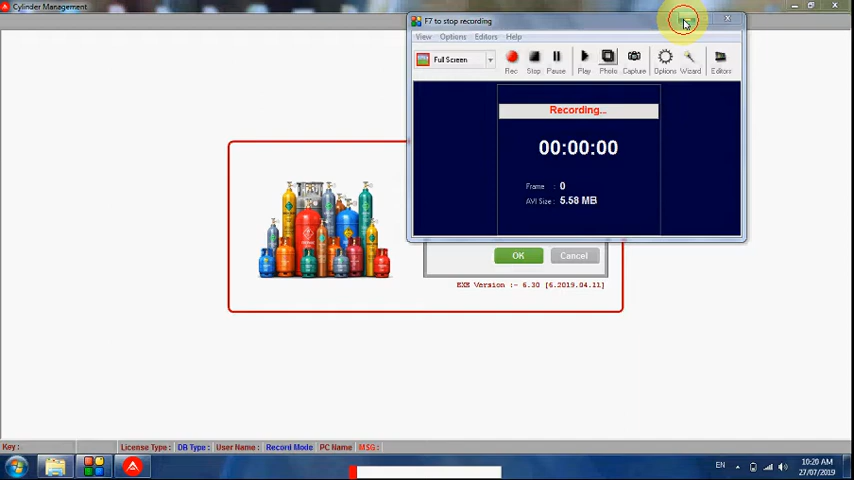 Cylinder Management
F7 to stop recording
View Options Editors Help
Full Screen
Rec Stop Pause Play Photo Capture Options Wizard Editors
Recording...
00:00:00
Frame : 0
AVI Size : 5.58 MB
OK Cancel
EXE Version :- 6.30 [6.2019.04.11]
Key : License Type : DB Type : User Name : Record Mode PC Name MSG :
EN 10:20 AM
27/07/2019